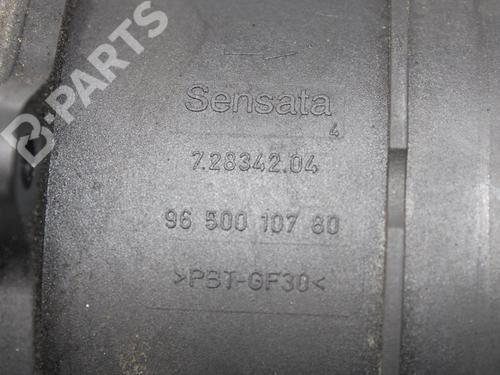 B-PARTS
Sensata
4
7.28342.04
96 500 107 80
>PBT-GF30<